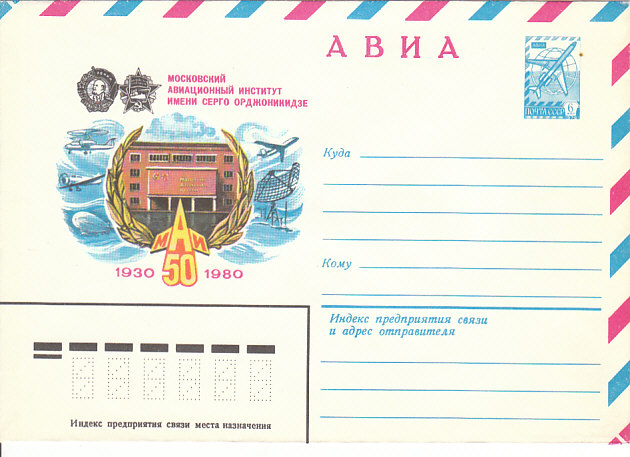 АВИА
МОСКОВСКИЙ
АВИАЦИОННЫЙ ИНСТИТУТ
ИМЕНИ СЕРГО ОРДЖОНИКИДЗЕ
АВИА
ПОЧТА СССР
6
Куда
МАИ
50
1930 1980
Кому
Индекс предприятия связи
и адрес отправителя
Индекс предприятия связи места назначения